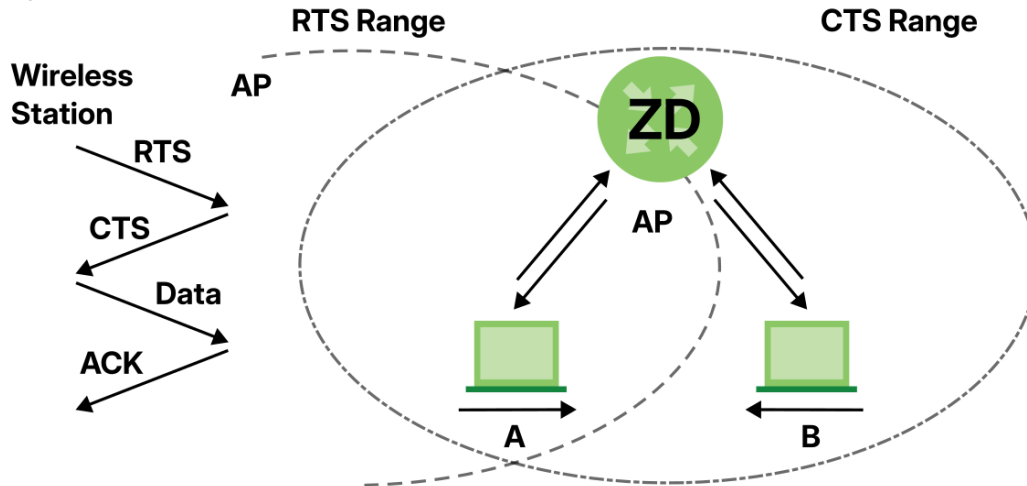 RTS Range
CTS Range
Wireless
Station
AP
RTS
CTS
Data
ACK
ZD
AP
A
B